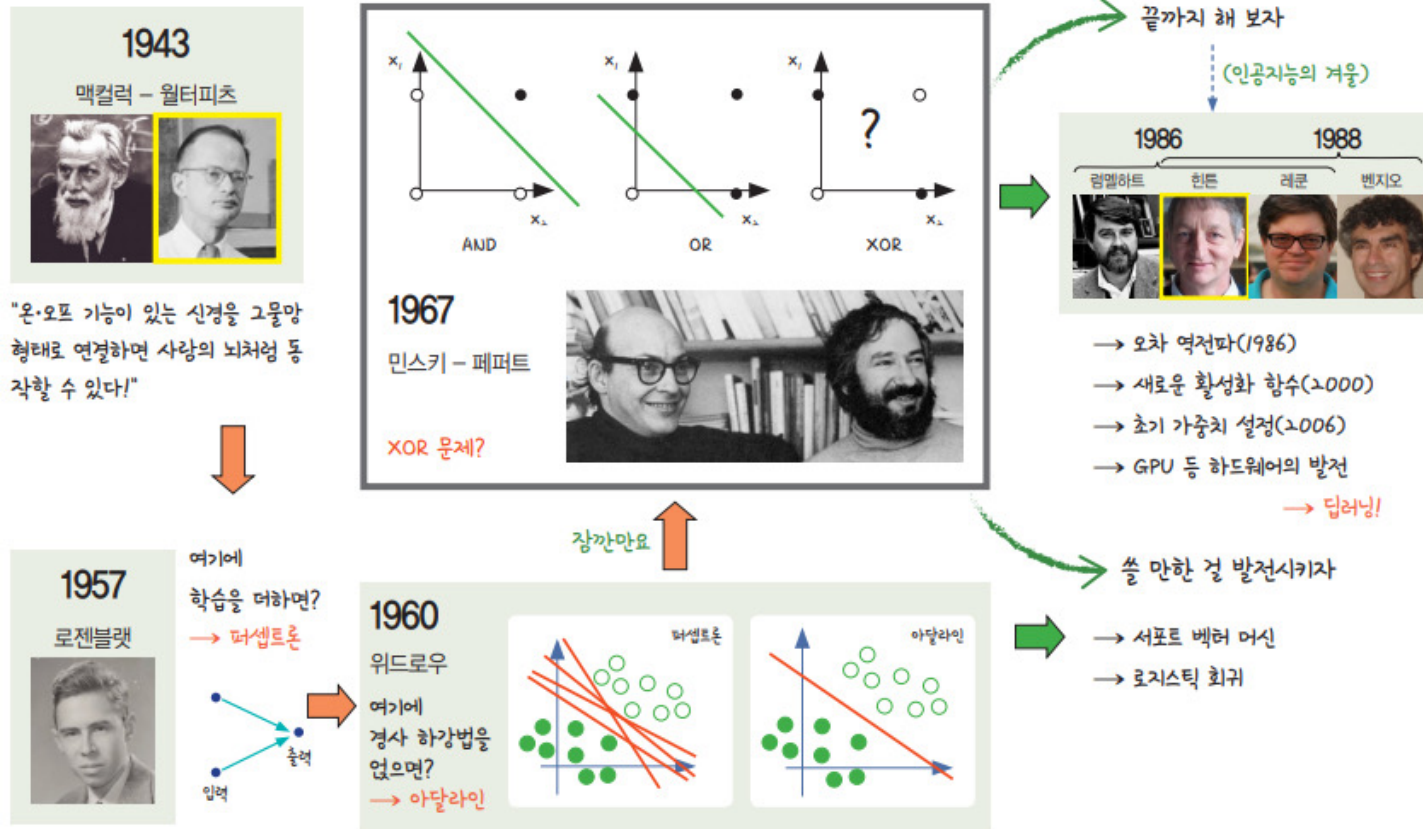 1943
맥컬럭 – 월터피츠
"온·오프 기능이 있는 신경을 그물망
형태로 연결하면 사람의 뇌처럼 동
작할 수 있다!"
1957
로젠블랫
여기에
학습을 더하면?
→ 퍼셉트론
입력
출력
1960
위드로우
여기에
경사 하강법을
얹으면?
→ 아달라인
퍼셉트론
아달라인
잠깐만요
x₁
x₂
AND
x₁
x₂
OR
x₁
?
x₂
XOR
1967
민스키 – 페퍼트
XOR 문제?
끝까지 해 보자
(인공지능의 겨울)
1986
1988
럼멜하트
힌튼
레쿤
벤지오
→ 오차 역전파(1986)
→ 새로운 활성화 함수(2000)
→ 초기 가중치 설정(2006)
→ GPU 등 하드웨어의 발전
→ 딥러닝!
쓸 만한 걸 발전시키자
→ 서포트 벡터 머신
→ 로지스틱 회귀